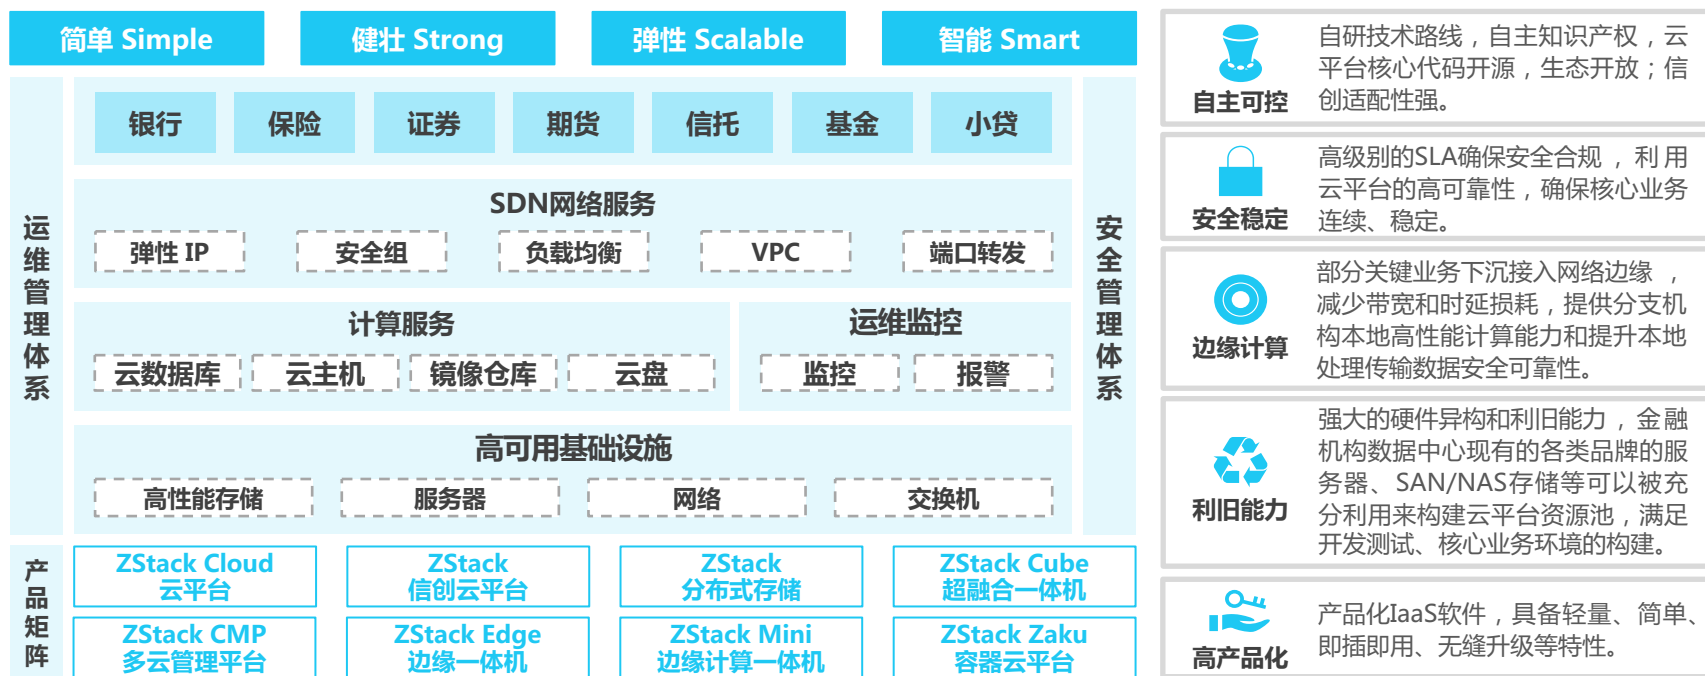 简单 Simple
健壮 Strong
弹性 Scalable
智能 Smart
运维管理体系
银行
保险
证券
期货
信托
基金
小贷
SDN网络服务
弹性 IP
安全组
负载均衡
VPC
端口转发
计算服务
云数据库
云主机
镜像仓库
云盘
运维监控
监控
报警
高可用基础设施
高性能存储
服务器
网络
交换机
安全管理体系
产品矩阵
ZStack Cloud
云平台
ZStack
信创云平台
ZStack
分布式存储
ZStack Cube
超融合一体机
ZStack CMP
多云管理平台
ZStack Edge
边缘一体机
ZStack Mini
边缘计算一体机
ZStack Zaku
容器云平台
自主可控
自研技术路线，自主知识产权，云
平台核心代码开源，生态开放；信
创适配性强。
安全稳定
高级别的SLA确保安全合规，利用
云平台的高可靠性，确保核心业务
连续、稳定。
边缘计算
部分关键业务下沉接入网络边缘，
减少带宽和时延损耗，提供分支机
构本地高性能计算能力和提升本地
处理传输数据安全可靠性。
利旧能力
强大的硬件异构和利旧能力，金融
机构数据中心现有的各类品牌的服
务器、SAN/NAS存储等可以被充
分利用来构建云平台资源池，满足
开发测试、核心业务环境的构建。
高产品化
产品化IaaS软件，具备轻量、简单、
即插即用、无缝升级等特性。